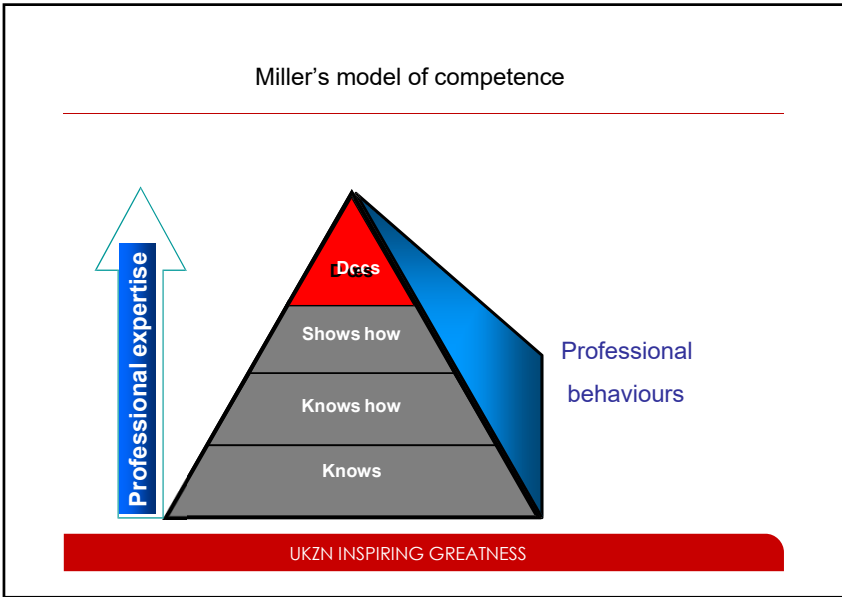 Miller’s model of competence
Professional expertise
Does
Shows how
Knows how
Knows
Professional
behaviours
UKZN INSPIRING GREATNESS